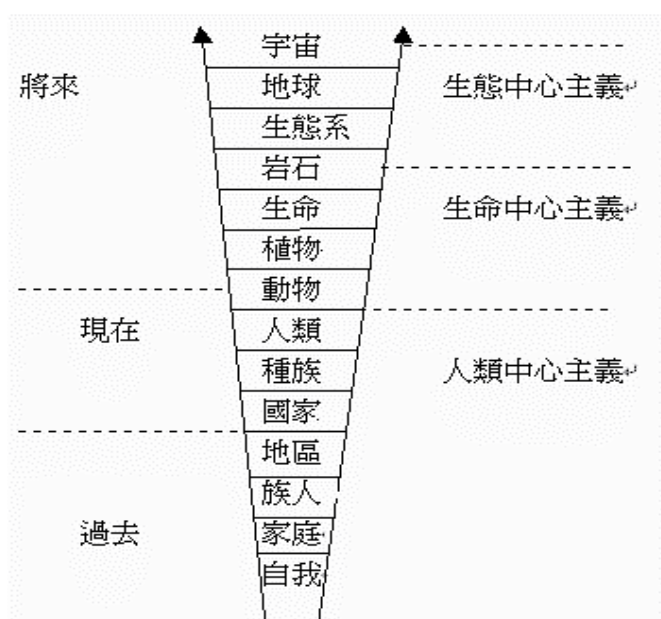 宇宙
將來 地球 生態中心主義
生態系
岩石
生命 生命中心主義
植物
動物
現在 人類
種族 人類中心主義
國家
地區
族人
過去 家庭
自我